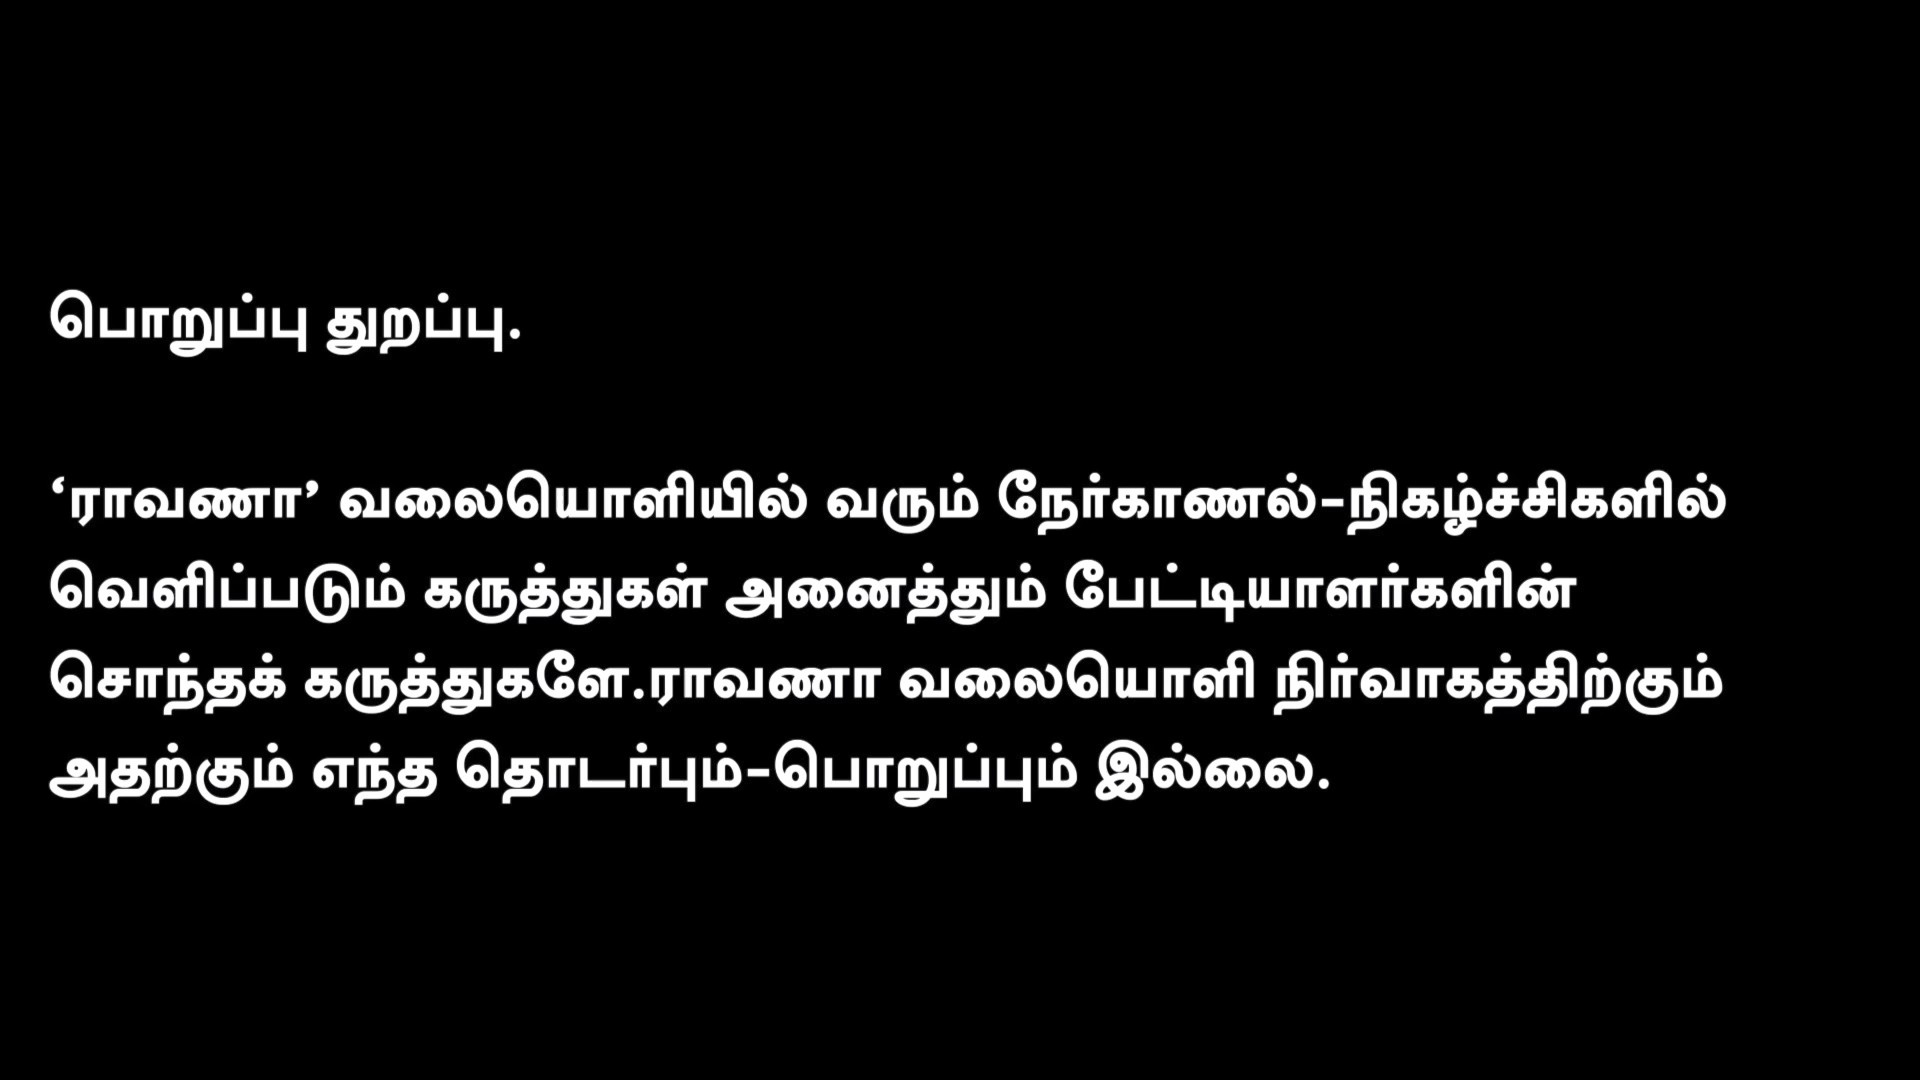 பொறுப்பு துறப்பு.
‘ராவணா’ வலையொளியில் வரும் நேர்காணல்-நிகழ்ச்சிகளில்
வெளிப்படும் கருத்துகள் அனைத்தும் பேட்டியாளர்களின்
சொந்தக் கருத்துகளே.ராவணா வலையொளி நிர்வாகத்திற்கும்
அதற்கும் எந்த தொடர்பும்-பொறுப்பும் இல்லை.